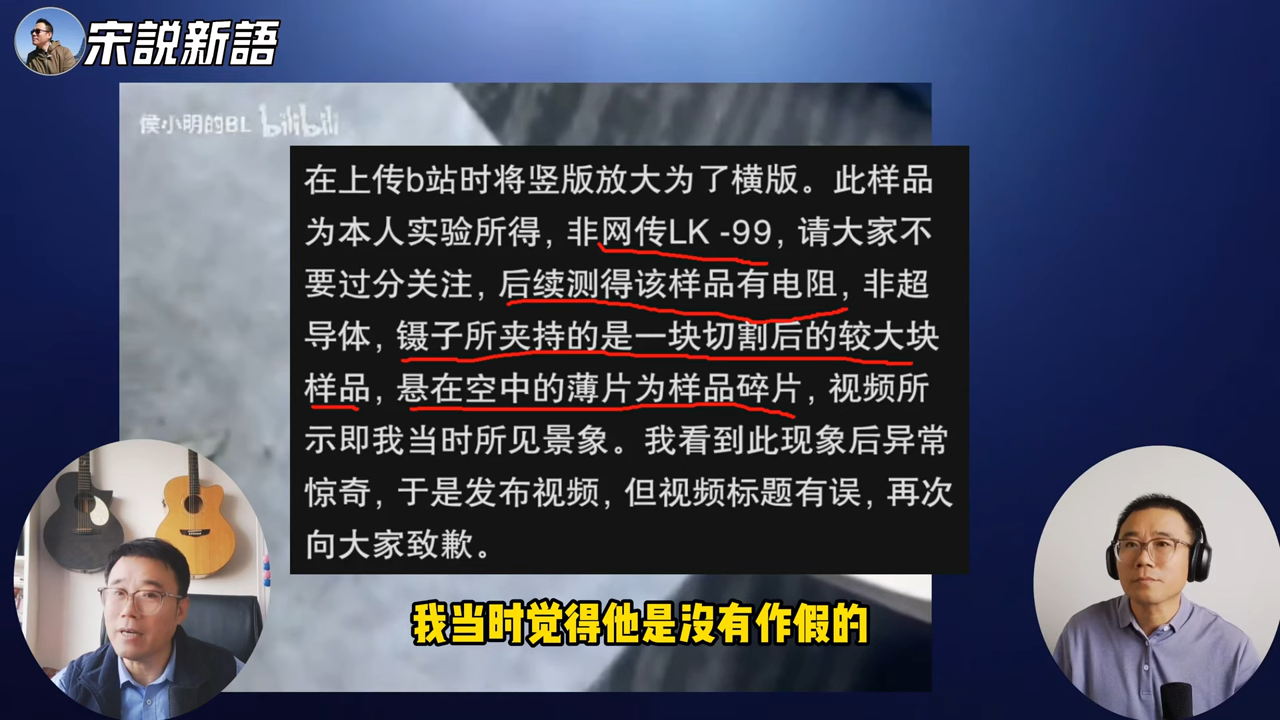 宋説新語
侯小明的BL bilibili
在上传b站时将竖版放大为了横版。此样品
为本人实验所得，非网传LK -99，请大家不
要过分关注，后续测得该样品有电阻，非超
导体，镊子所夹持的是一块切割后的较大块
样品，悬在空中的薄片为样品碎片，视频所
示即我当时所见景象。我看到此现象后异常
惊奇，于是发布视频，但视频标题有误，再次
向大家致歉。
我当时觉得他是没有作假的